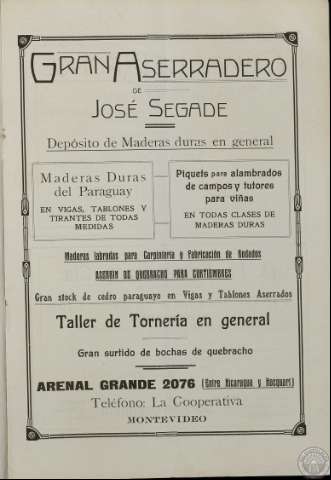 GRAN ASERRADERO
DE
JOSÉ SEGADE
Depósito de Maderas duras en general
Maderas Duras
del Paraguay
EN VIGAS, TABLONES Y
TIRANTES DE TODAS
MEDIDAS
Piquets para alambrados
de campos y tutores
para viñas
EN TODAS CLASES DE
MADERAS DURAS
Maderas labradas para Carpintería y Fabricación de Rodados
ASERRIN DE QUEBRACHO PARA CURTIEMBRES
Gran stock de cedro paraguayo en Vigas y Tablones Aserrados
Taller de Tornería en general
Gran surtido de bochas de quebracho
ARENAL GRANDE 2076 (Entre Nicaragua y Hocquart)
Teléfono: La Cooperativa
MONTEVIDEO